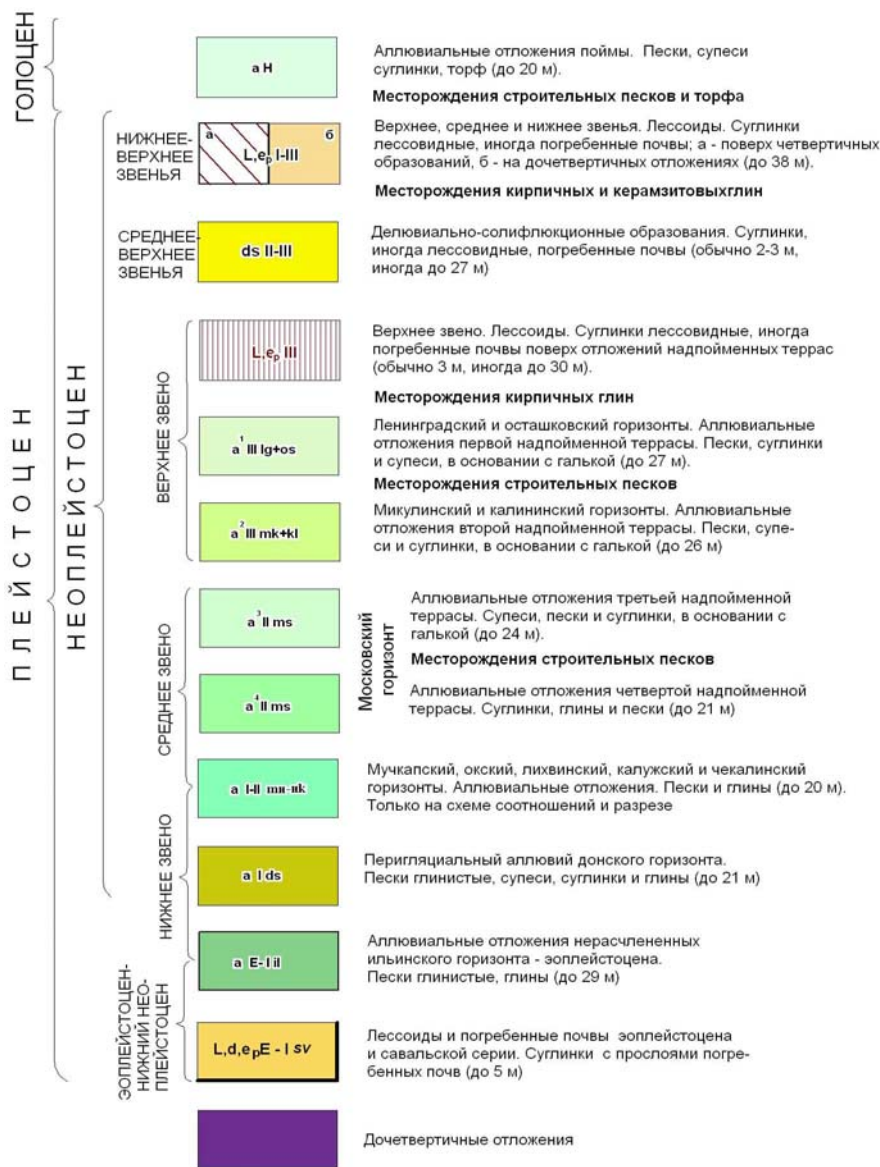 ГОЛОЦЕН
a H
Аллювиальные отложения поймы. Пески, супеси
суглинки, торф (до 20 м).
Месторождения строительных песков и торфа
ПЛЕЙСТОЦЕН
НЕОПЛЕЙСТОЦЕН
НИЖНЕЕ-
ВЕРХНЕЕ
ЗВЕНЬЯ
а
б
L,ep I-III
Верхнее, среднее и нижнее звенья. Лессоиды. Суглинки
лессовидные, иногда погребенные почвы; а - поверх четвертичных
образований, б - на дочетвертичных отложениях (до 38 м).
Месторождения кирпичных и керамзитовыхглин
СРЕДНЕЕ-
ВЕРХНЕЕ
ЗВЕНЬЯ
ds II-III
Делювиально-солифлюкционные образования. Суглинки,
иногда лессовидные, погребенные почвы (обычно 2-3 м,
иногда до 27 м)
ВЕРХНЕЕ ЗВЕНО
L,ep III
Верхнее звено. Лессоиды. Суглинки лессовидные, иногда
погребенные почвы поверх отложений надпойменных террас
(обычно 3 м, иногда до 30 м).
Месторождения кирпичных глин
a1 III lg+os
Ленинградский и осташковский горизонты. Аллювиальные
отложения первой надпойменной террасы. Пески, суглинки
и супеси, в основании с галькой (до 27 м).
Месторождения строительных песков
a2 III mk+kl
Микулинский и калининский горизонты. Аллювиальные
отложения второй надпойменной террасы. Пески, супе-
си и суглинки, в основании с галькой (до 26 м)
СРЕДНЕЕ ЗВЕНО
a3 II ms
Московский
горизонт
Аллювиальные отложения третьей надпойменной
террасы. Супеси, пески и суглинки, в основании с
галькой (до 24 м).
Месторождения строительных песков
a4 II ms
Аллювиальные отложения четвертой надпойменной
террасы. Суглинки, глины и пески (до 21 м)
a I-II mи-иk
Мучкапский, окский, лихвинский, калужский и чекалинский
горизонты. Аллювиальные отложения. Пески и глины (до 20 м).
Только на схеме соотношений и разрезе
НИЖНЕЕ ЗВЕНО
a I ds
Перигляциальный аллювий донского горизонта.
Пески глинистые, супеси, суглинки и глины (до 21 м)
a E- I il
Аллювиальные отложения нерасчлененных
ильинского горизонта - эоплейстоцена.
Пески глинистые, глины (до 29 м)
ЭОПЛЕЙСТОЦЕН-
НИЖНИЙ НЕО-
ПЛЕЙСТОЦЕН
L,d,epE - I sv
Лессоиды и погребенные почвы эоплейстоцена
и савальской серии. Суглинки с прослоями погре-
бенных почв (до 5 м)
Дочетвертичные отложения